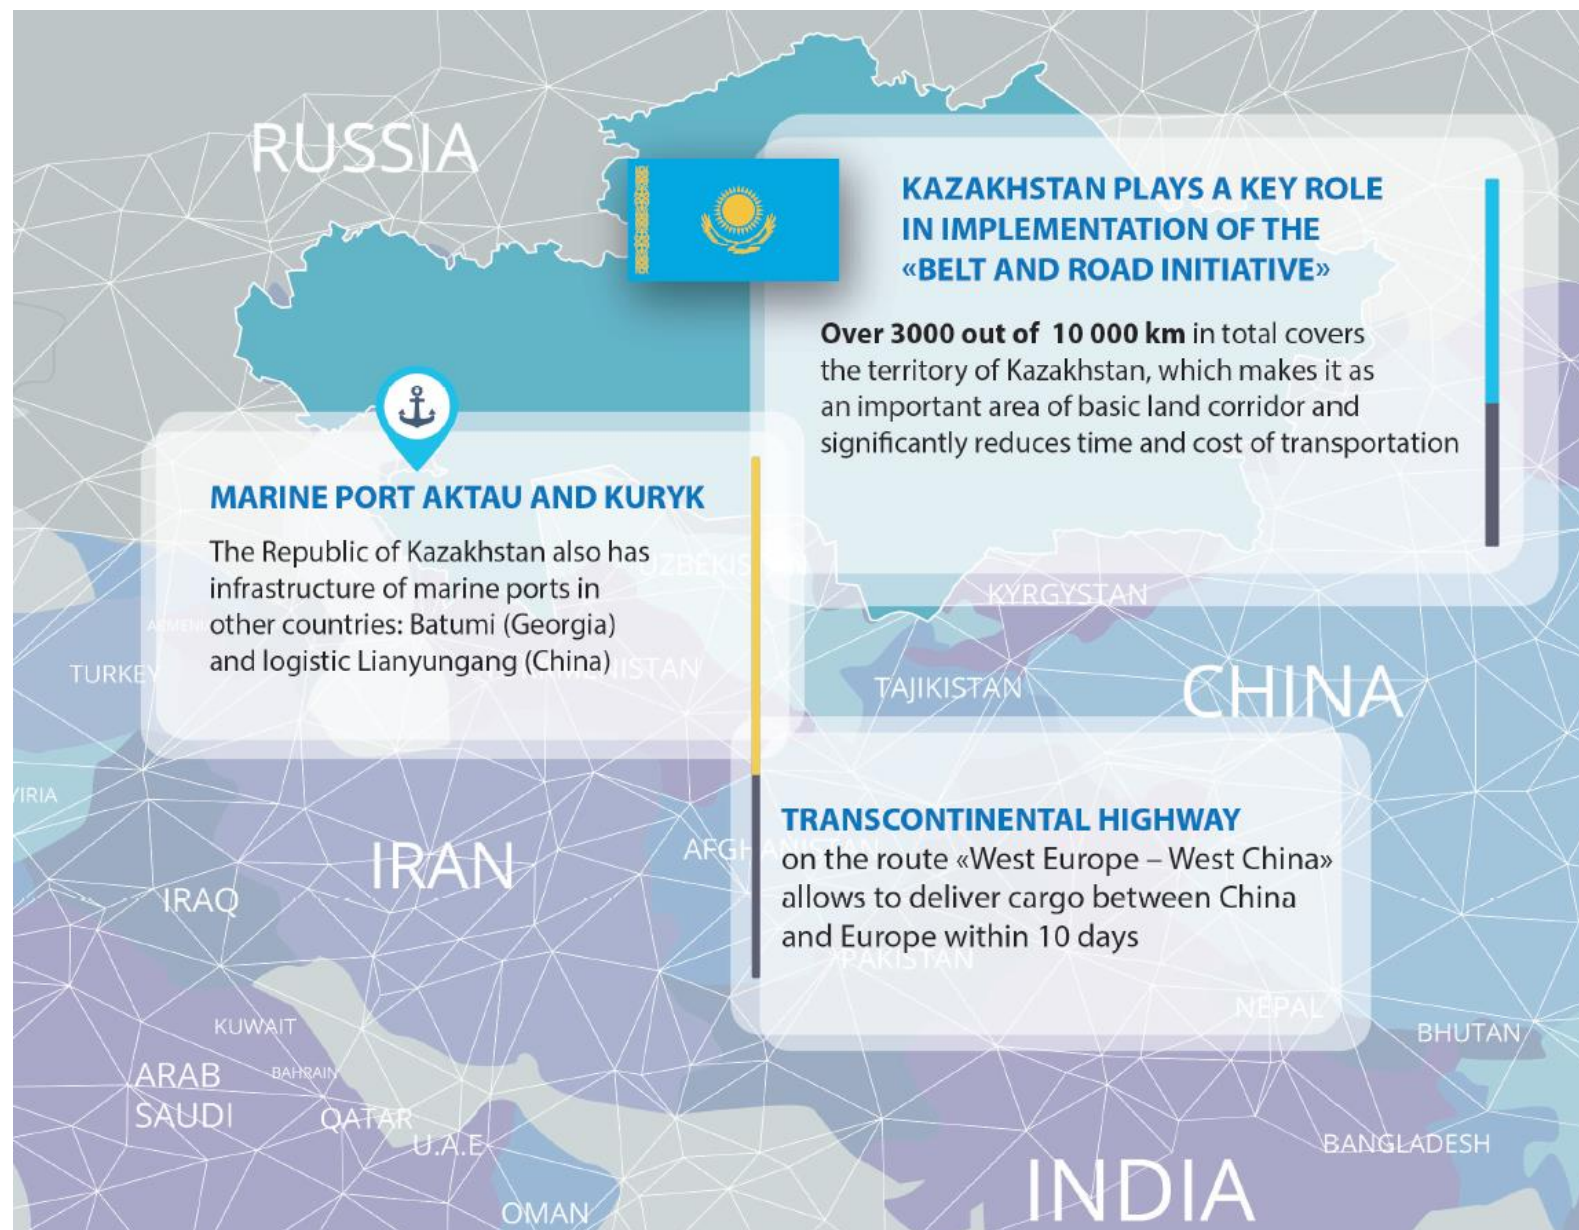 RUSSIA
KAZAKHSTAN PLAYS A KEY ROLE
IN IMPLEMENTATION OF THE
«BELT AND ROAD INITIATIVE»
Over 3000 out of 10 000 km in total covers
the territory of Kazakhstan, which makes it as
an important area of basic land corridor and
significantly reduces time and cost of transportation
MARINE PORT AKTAU AND KURYK
The Republic of Kazakhstan also has
infrastructure of marine ports in
other countries: Batumi (Georgia)
and logistic Lianyungang (China)
KYRGYSTAN
TURKEY
TAJIKISTAN
CHINA
TRANSCONTINENTAL HIGHWAY
on the route «West Europe – West China»
allows to deliver cargo between China
and Europe within 10 days
IRAN
IRAQ
PAKISTAN
NEPAL
KUWAIT
BHUTAN
ARAB
SAUDI
BAHRAIN
QATAR
U.A.E
BANGLADESH
INDIA
OMAN